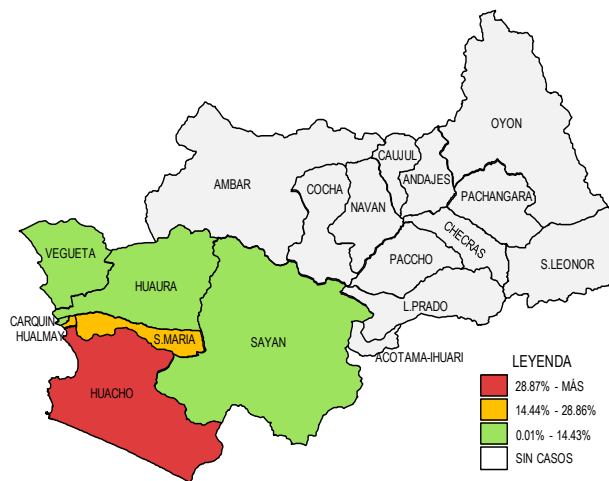 OYON
CAUJUL
ANDAJES
AMBAR
COCHA
NAVAN
PACHANGARA
CHECRAS
VEGUETA
HUAURA
PACCHO
S.LEONOR
L.PRADO
CARQUIN
HUALMAY
S.MARIA
SAYAN
ACOTAMA-IHUARI
HUACHO
LEYENDA
28.87% - MÁS
14.44% - 28.86%
0.01% - 14.43%
SIN CASOS